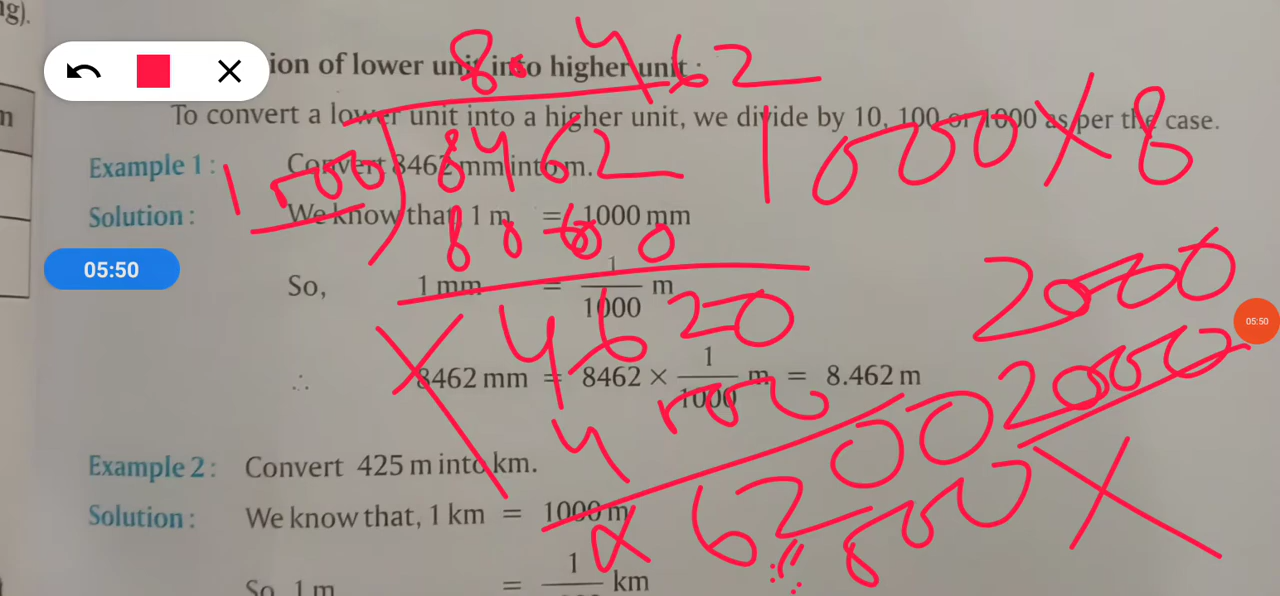 ng).
ion of lower unit into higher unit :
m
To convert a lower unit into a higher unit, we divide by 10, 100 or 1000 as per the case.
Example 1 : Convert 8462 mm into m.
Solution : We know that, 1 m = 1000 mm
05:50
So, 1 mm = 1/1000 m
05:50
∴ 8462 mm = 8462 × 1/1000 m = 8.462 m
Example 2 : Convert 425 m into km.
Solution : We know that, 1 km = 1000 m
So, 1 m = 1 km
8.462
1000 ) 8462
1000 × 8
8000
4620
4000
6200
2000
2000